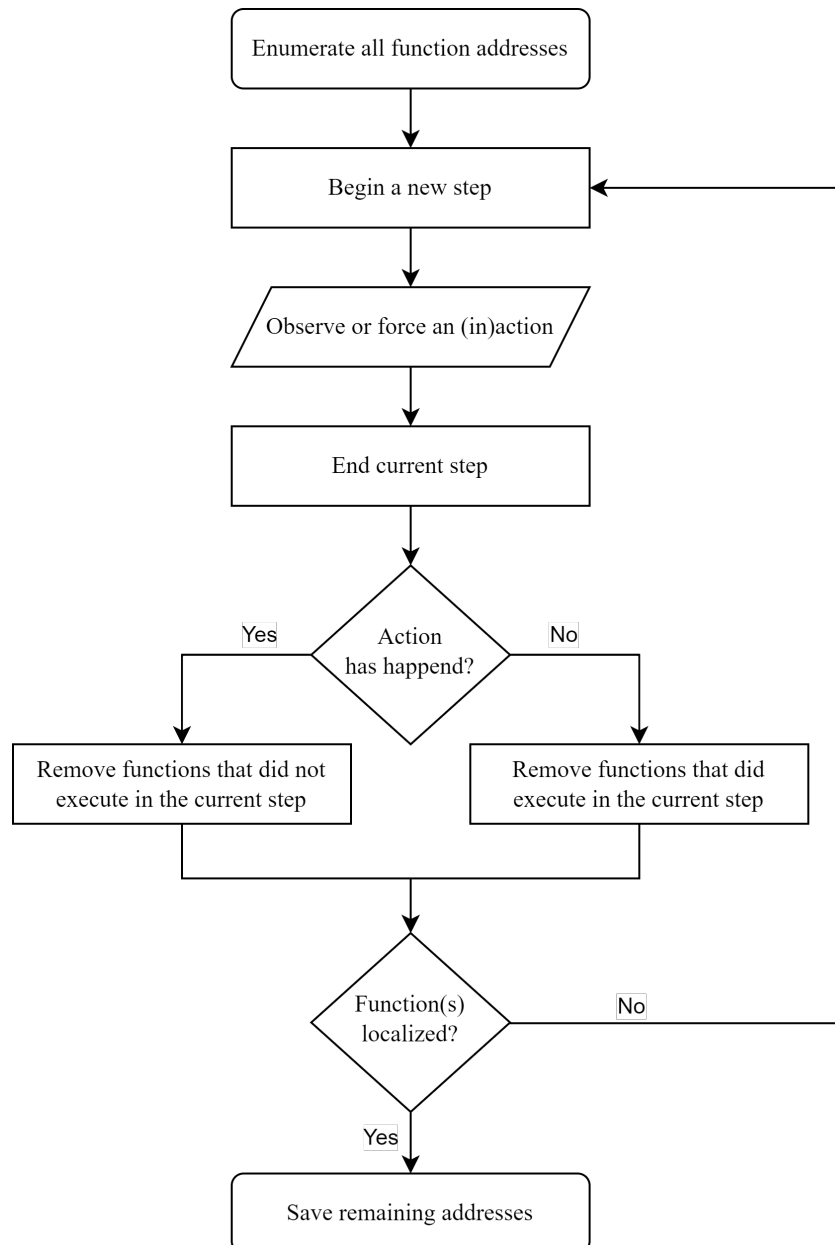 Enumerate all function addresses
Begin a new step
Observe or force an (in)action
End current step
Yes
Action
has happend?
No
Remove functions that did not
execute in the current step
Remove functions that did
execute in the current step
Function(s)
localized?
No
Yes
Save remaining addresses